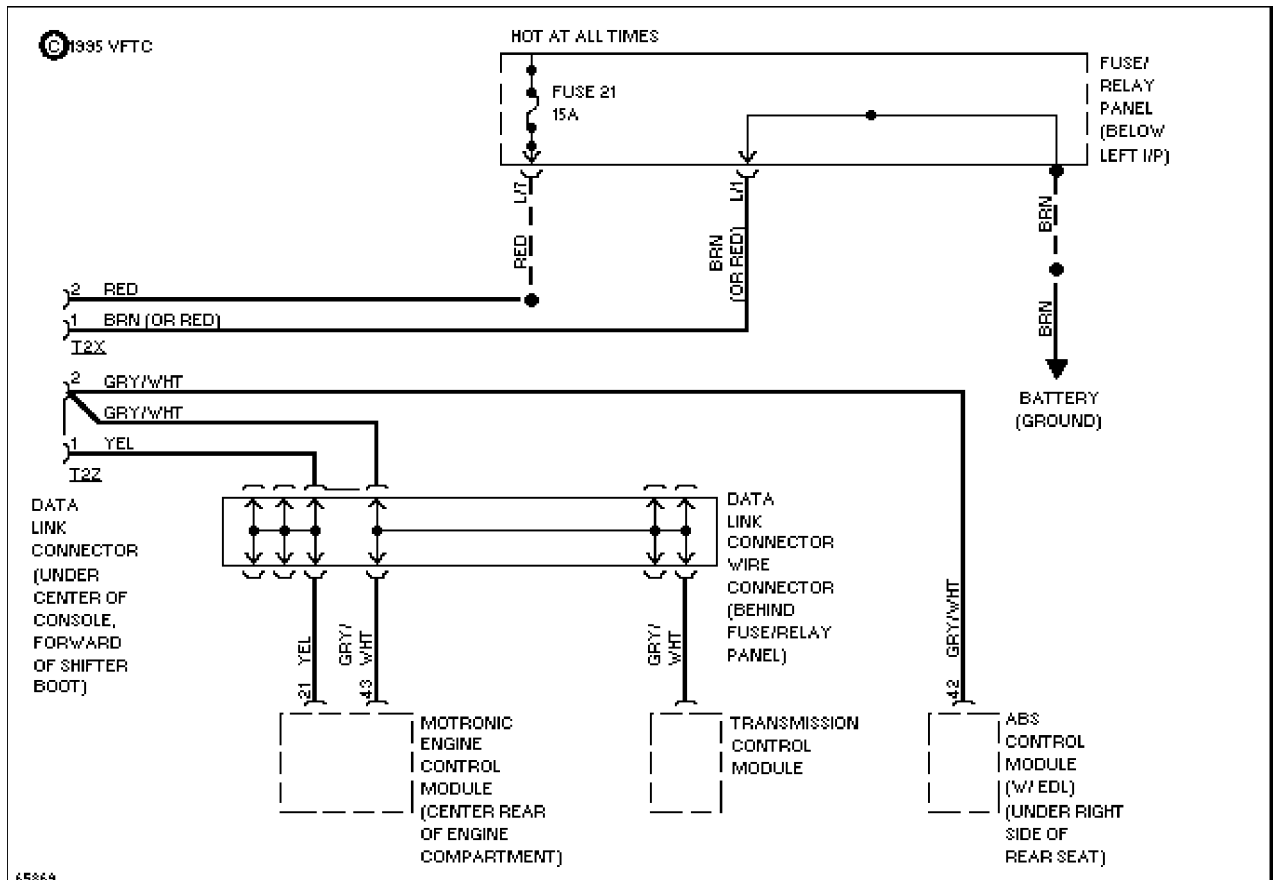 © 1995 VFTC
HOT AT ALL TIMES
FUSE 21
15A
FUSE/
RELAY
PANEL
(BELOW
LEFT I/P)
L/7
L/1
RED
BRN
(OR RED)
BRN
BRN
BATTERY
(GROUND)
2 RED
1 BRN (OR RED)
T2X
2 GRY/WHT
GRY/WHT
1 YEL
T2Z
DATA
LINK
CONNECTOR
(UNDER
CENTER OF
CONSOLE,
FORWARD
OF SHIFTER
BOOT)
DATA
LINK
CONNECTOR
WIRE
CONNECTOR
(BEHIND
FUSE/RELAY
PANEL)
21 YEL
GRY/
WHT
43
GRY/
WHT
42 GRY/WHT
MOTRONIC
ENGINE
CONTROL
MODULE
(CENTER REAR
OF ENGINE
COMPARTMENT)
TRANSMISSION
CONTROL
MODULE
ABS
CONTROL
MODULE
(W/ EDL)
(UNDER RIGHT
SIDE OF
REAR SEAT)
65869